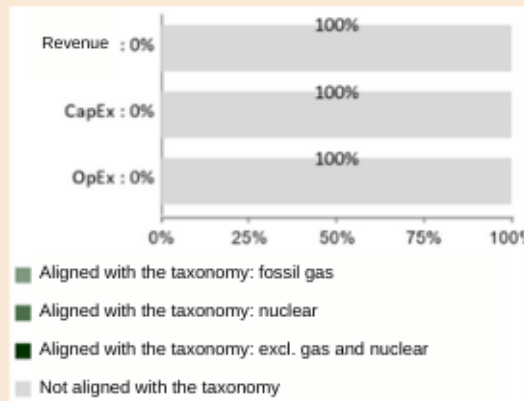 100%
Revenue : 0%
100%
CapEx : 0%
100%
OpEx : 0%
0% 25% 50% 75% 100%
Aligned with the taxonomy: fossil gas
Aligned with the taxonomy: nuclear
Aligned with the taxonomy: excl. gas and nuclear
Not aligned with the taxonomy